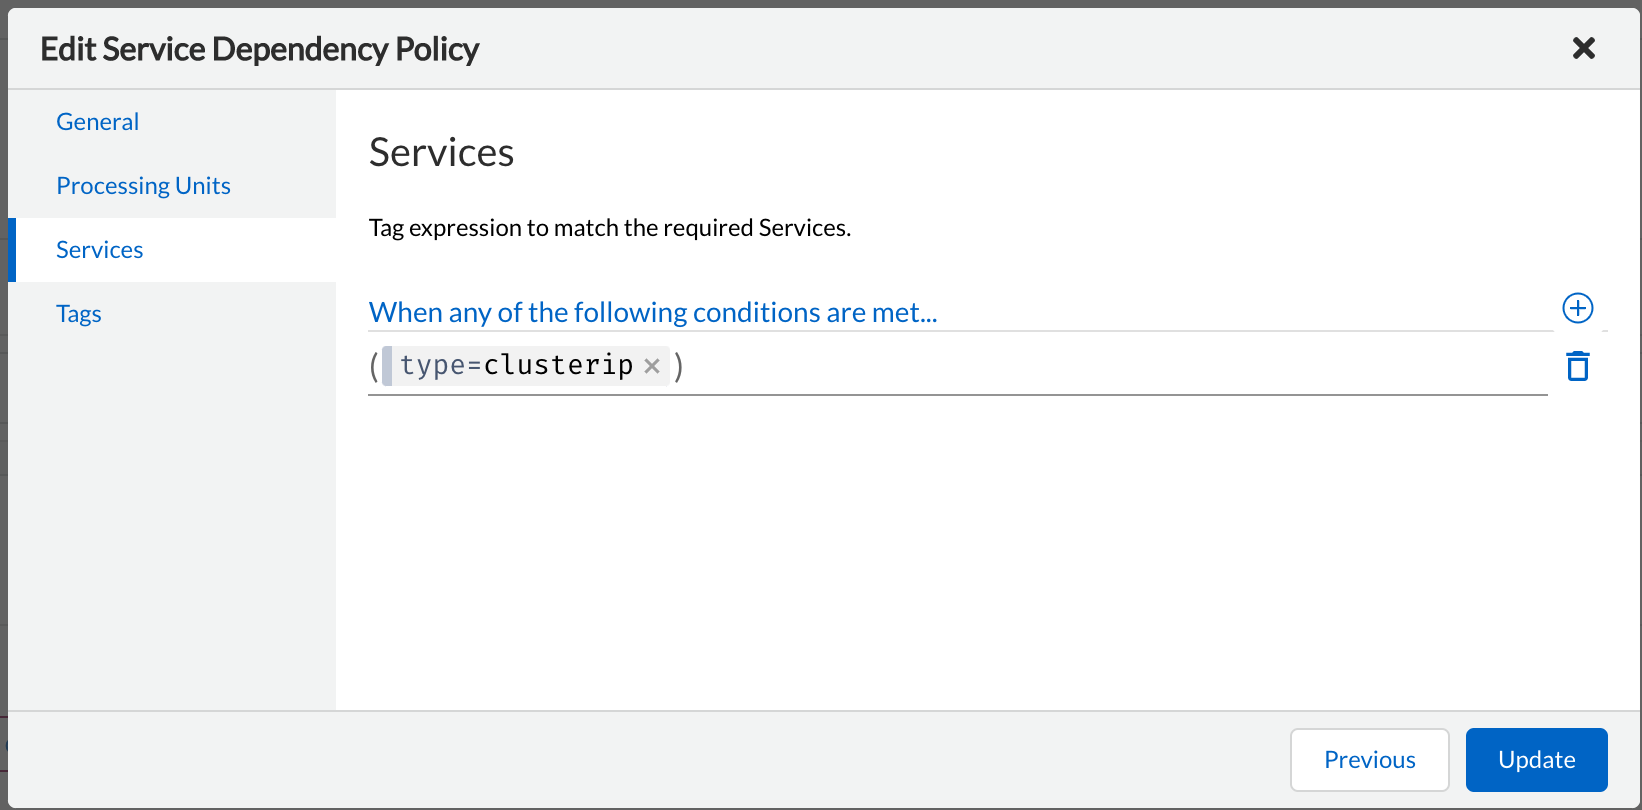 Edit Service Dependency Policy
General
Processing Units
Services
Tags
Services
Tag expression to match the required Services.
When any of the following conditions are met...
( type=clusterip × )
Previous
Update